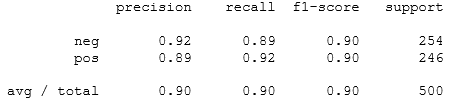 precision recall f1-score support
neg 0.92 0.89 0.90 254
pos 0.89 0.92 0.90 246
avg / total 0.90 0.90 0.90 500